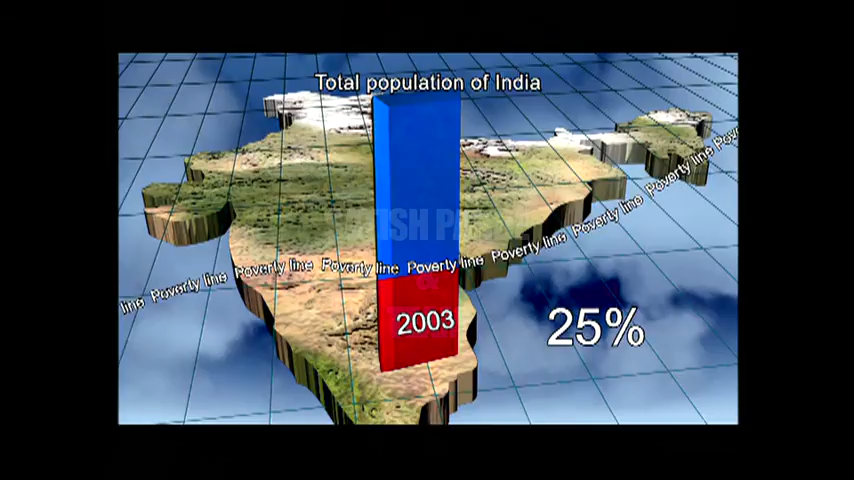 Total population of India
line Poverty line Poverty line Poverty line Poverty line Poverty line Poverty line Poverty line
2003
25%